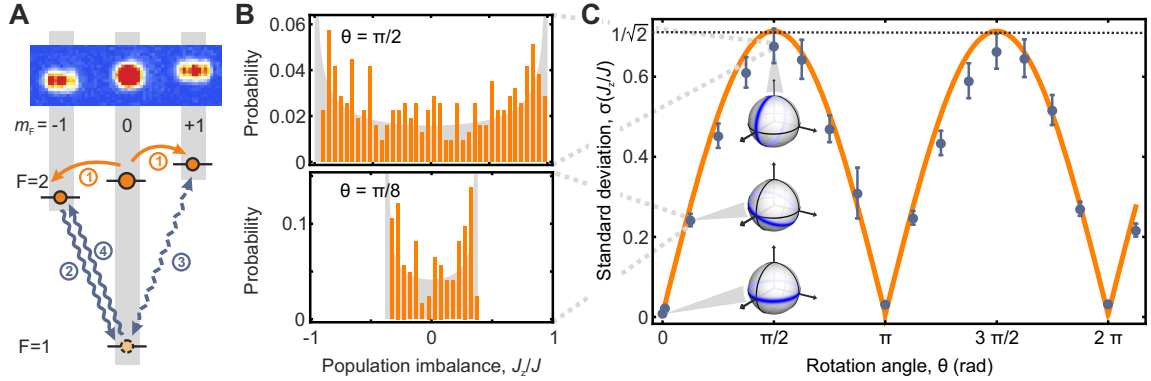 A
m_F = -1 0 +1
F=2
1
1
2
4
3
F=1
B
Probability
0.06
0.04
0.02
0
θ = π/2
Probability
0.1
0
θ = π/8
-1 0 1
Population imbalance, J_z/J
C
Standard deviation, σ(J_z/J)
1/√2
0.6
0.4
0.2
0
0 π/2 π 3 π/2 2 π
Rotation angle, θ (rad)